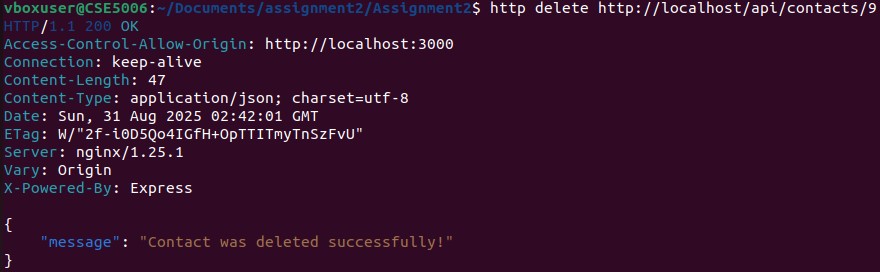 vboxuser@CSE5006:~/Documents/assignment2/Assignment2$ http delete http://localhost/api/contacts/9
HTTP/1.1 200 OK
Access-Control-Allow-Origin: http://localhost:3000
Connection: keep-alive
Content-Length: 47
Content-Type: application/json; charset=utf-8
Date: Sun, 31 Aug 2025 02:42:01 GMT
ETag: W/"2f-i0D5Qo4IGfH+OpTTITmyTnSzFvU"
Server: nginx/1.25.1
Vary: Origin
X-Powered-By: Express
{
"message": "Contact was deleted successfully!"
}